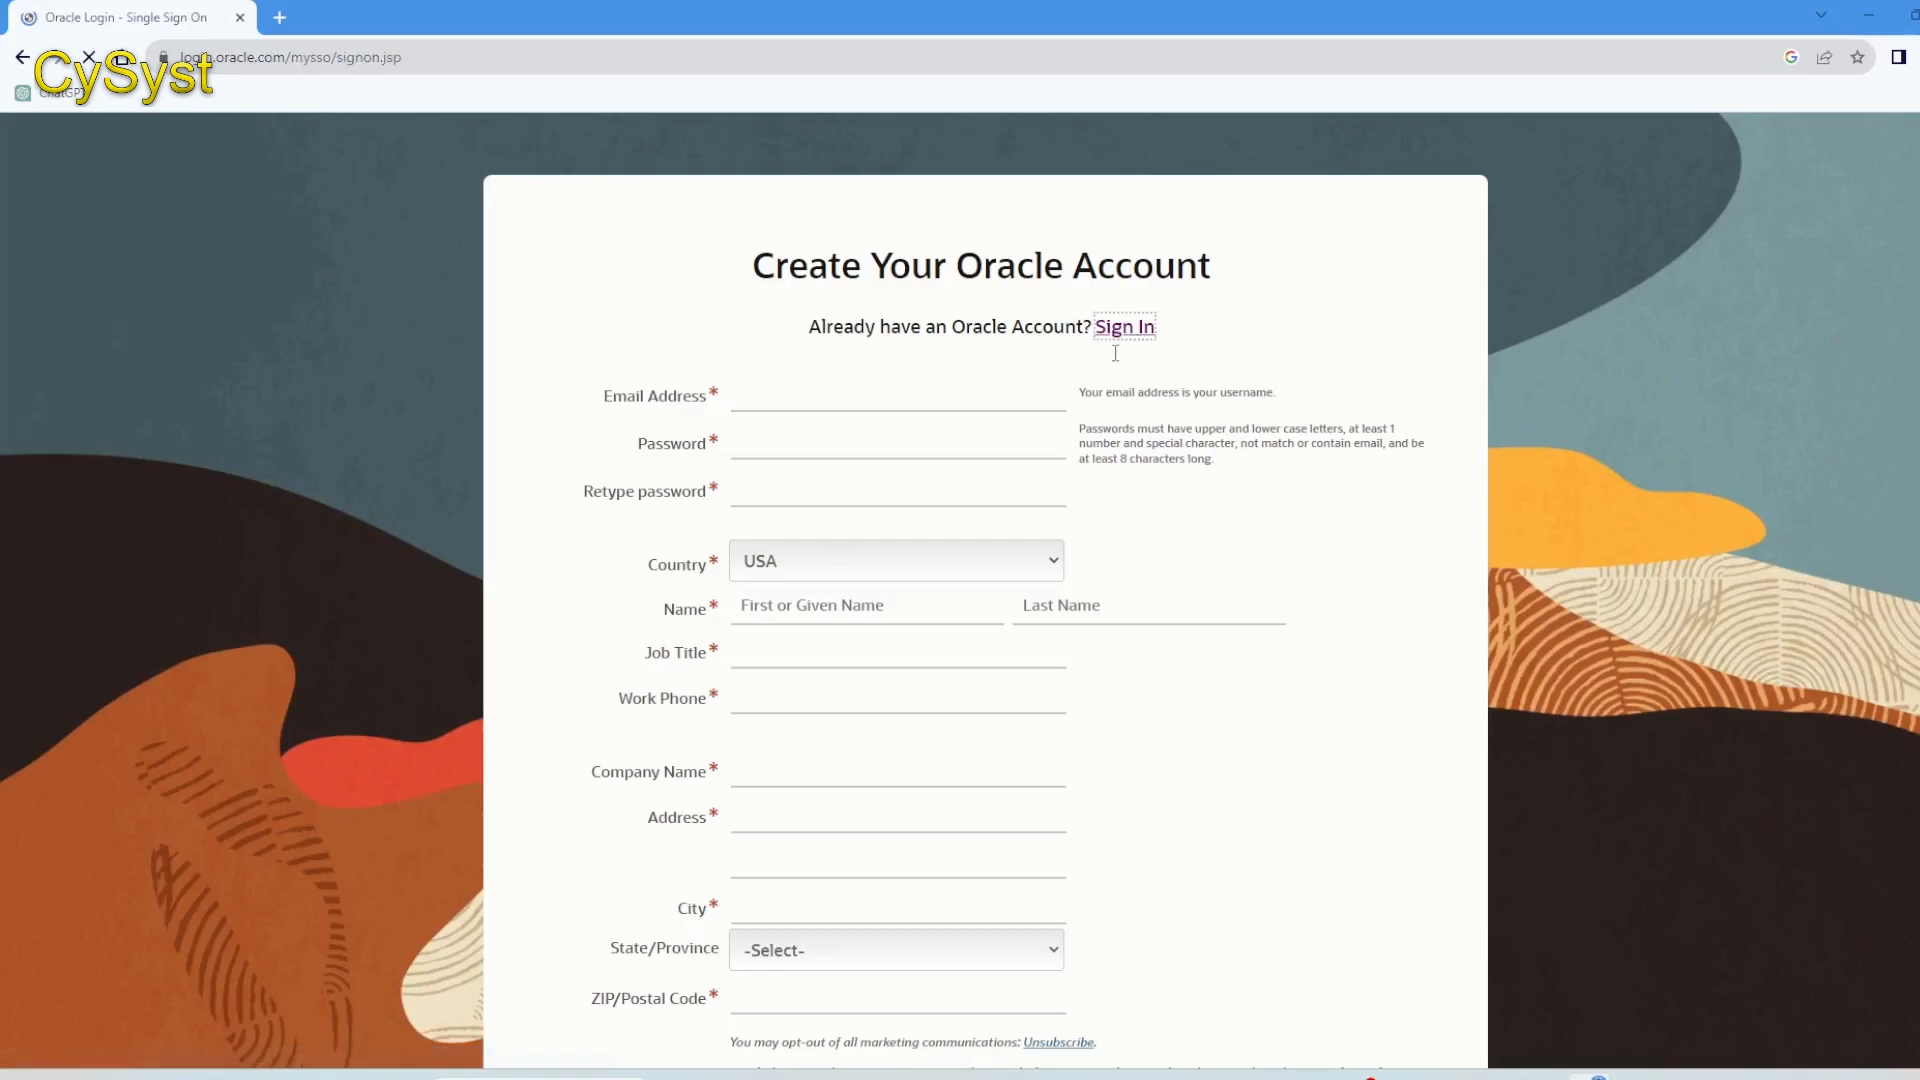 Oracle Login - Single Sign On
CySyst
login.oracle.com/mysso/signon.jsp
ChatGPT
Create Your Oracle Account
Already have an Oracle Account? Sign In
Email Address*
Your email address is your username.
Password*
Passwords must have upper and lower case letters, at least 1
number and special character, not match or contain email, and be
at least 8 characters long.
Retype password*
Country*
USA
Name*
First or Given Name
Last Name
Job Title*
Work Phone*
Company Name*
Address*
City*
State/Province
-Select-
ZIP/Postal Code*
You may opt-out of all marketing communications: Unsubscribe.